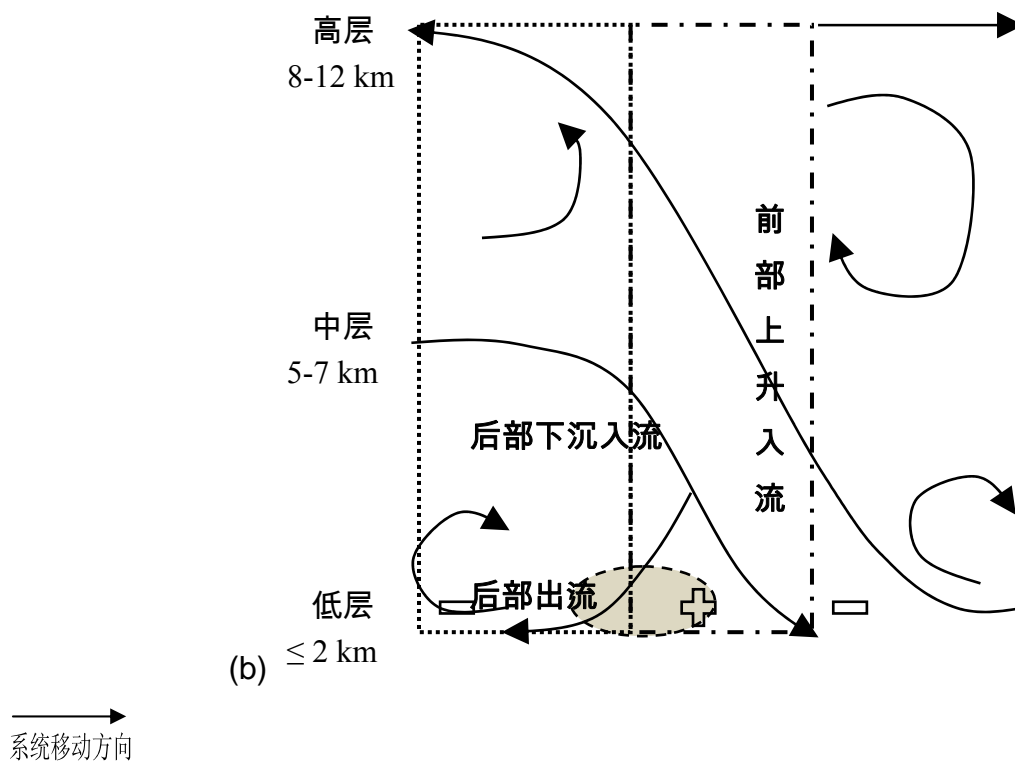 高层
8-12 km
前部上升入流
中层
5-7 km
后部下沉入流
后部出流
低层
≤ 2 km
(b)
系统移动方向